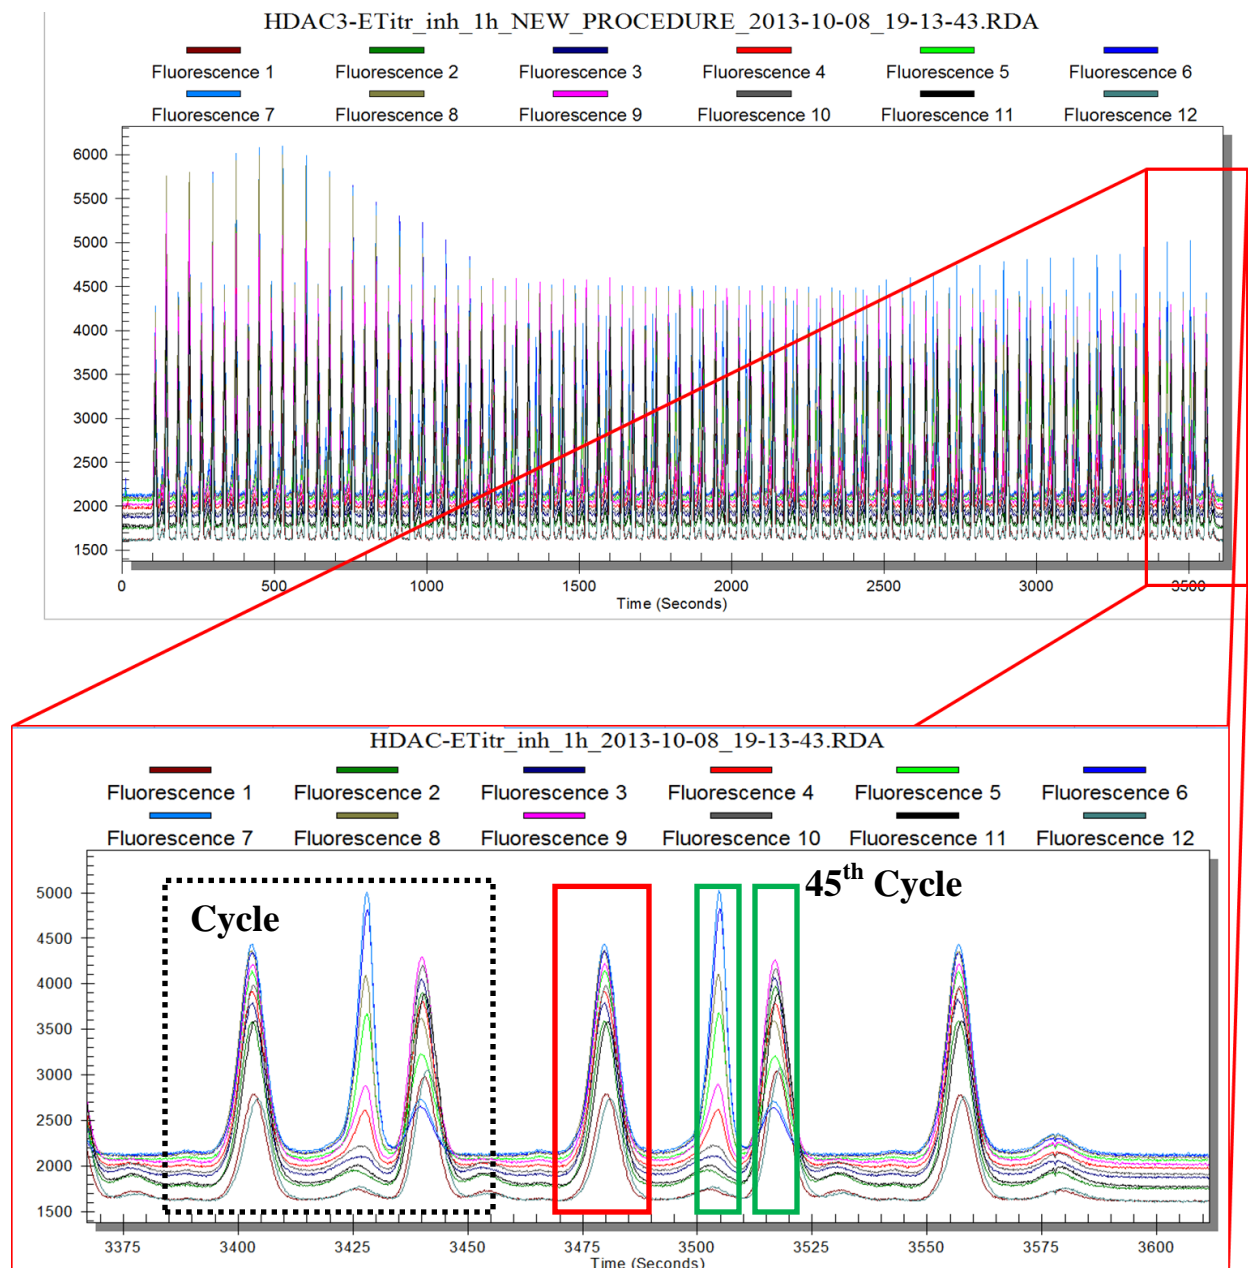 HDAC3-ETitr_inh_1h_NEW_PROCEDURE_2013-10-08_19-13-43.RDA
Fluorescence 1 Fluorescence 2 Fluorescence 3 Fluorescence 4 Fluorescence 5 Fluorescence 6
Fluorescence 7 Fluorescence 8 Fluorescence 9 Fluorescence 10 Fluorescence 11 Fluorescence 12
6000
5500
5000
4500
4000
3500
3000
2500
2000
1500
0 500 1000 1500 2000 2500 3000 3500
Time (Seconds)
HDAC-ETitr_inh_1h_2013-10-08_19-13-43.RDA
Fluorescence 1 Fluorescence 2 Fluorescence 3 Fluorescence 4 Fluorescence 5 Fluorescence 6
Fluorescence 7 Fluorescence 8 Fluorescence 9 Fluorescence 10 Fluorescence 11 Fluorescence 12
45th Cycle
Cycle
5000
4500
4000
3500
3000
2500
2000
1500
3375 3400 3425 3450 3475 3500 3525 3550 3575 3600
Time (Seconds)